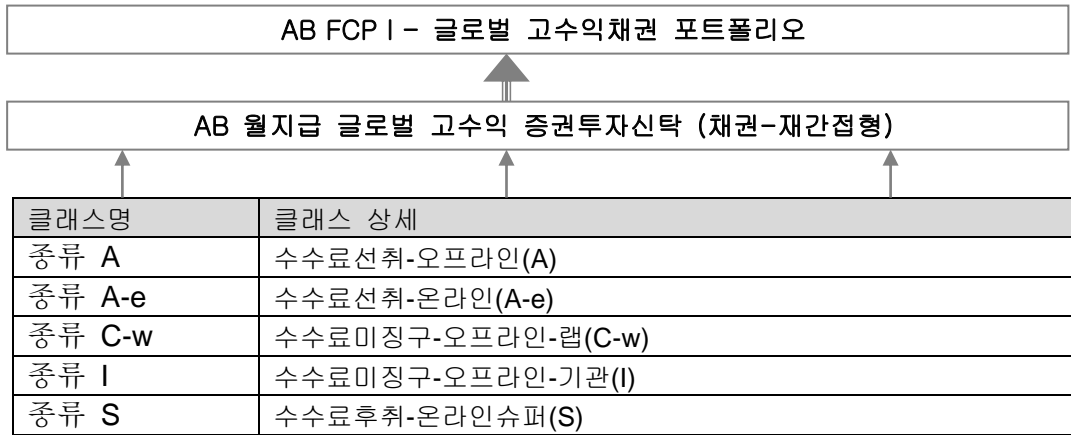 AB FCP I - 글로벌 고수익채권 포트폴리오
AB 월지급 글로벌 고수익 증권투자신탁 (채권-재간접형)
클래스명 클래스 상세
종류 A 수수료선취-오프라인(A)
종류 A-e 수수료선취-온라인(A-e)
종류 C-w 수수료미징구-오프라인-랩(C-w)
종류 I 수수료미징구-오프라인-기관(I)
종류 S 수수료후취-온라인슈퍼(S)